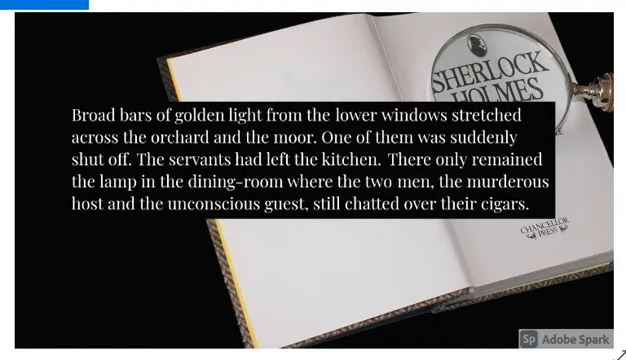 SHERLOCK
HOLMES
Broad bars of golden light from the lower windows stretched
across the orchard and the moor. One of them was suddenly
shut off. The servants had left the kitchen. There only remained
the lamp in the dining-room where the two men, the murderous
host and the unconscious guest, still chatted over their cigars.
CHANCELLOR
PRESS
Sp Adobe Spark